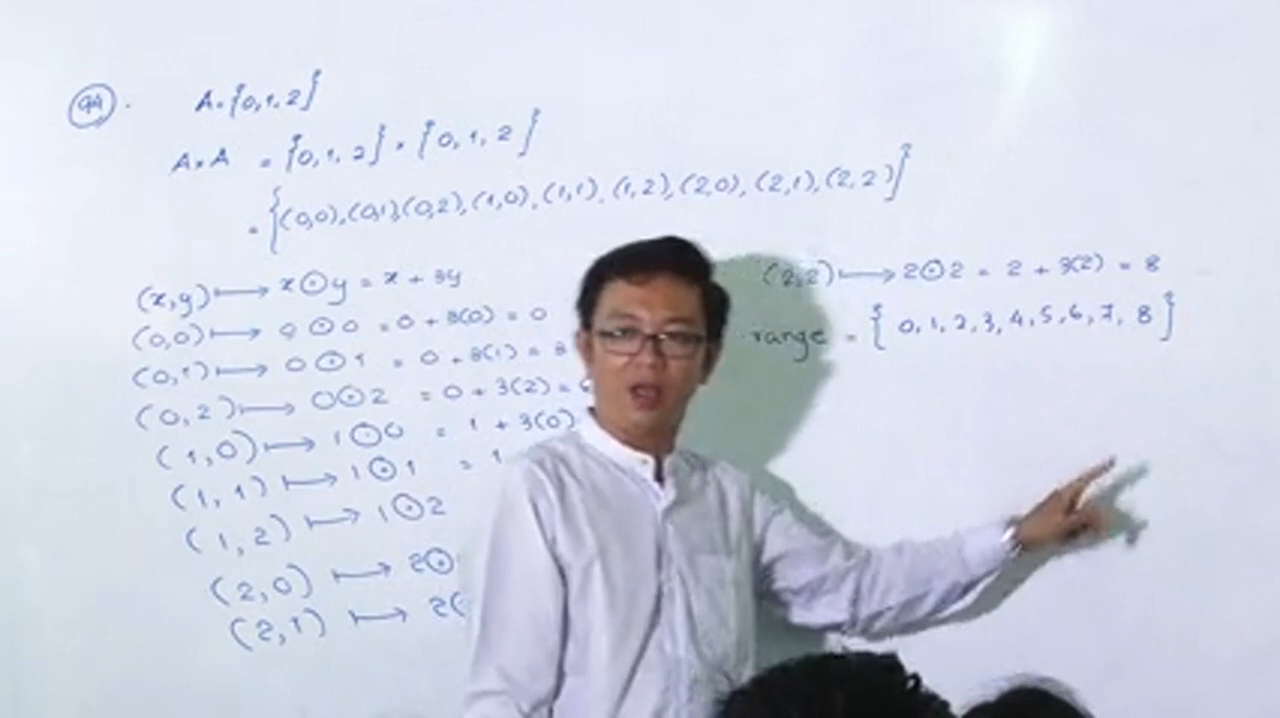 94. A = {0, 1, 2}
A × A = {0, 1, 2} × {0, 1, 2}
= {(0,0), (0,1), (0,2), (1,0), (1,1), (1,2), (2,0), (2,1), (2,2)}
(x,y) ⟼ x⊙y = x + 3y
(0,0) ⟼ 0⊙0 = 0 + 3(0) = 0
(0,1) ⟼ 0⊙1 = 0 + 3(1) = 3
(0,2) ⟼ 0⊙2 = 0 + 3(2) = 6
(1,0) ⟼ 1⊙0 = 1 + 3(0)
(1,1) ⟼ 1⊙1 = 1
(1,2) ⟼ 1⊙2
(2,0) ⟼ 2⊙
(2,1) ⟼ 2
(2,2) ⟼ 2⊙2 = 2 + 3(2) = 8
range = {0, 1, 2, 3, 4, 5, 6, 7, 8}